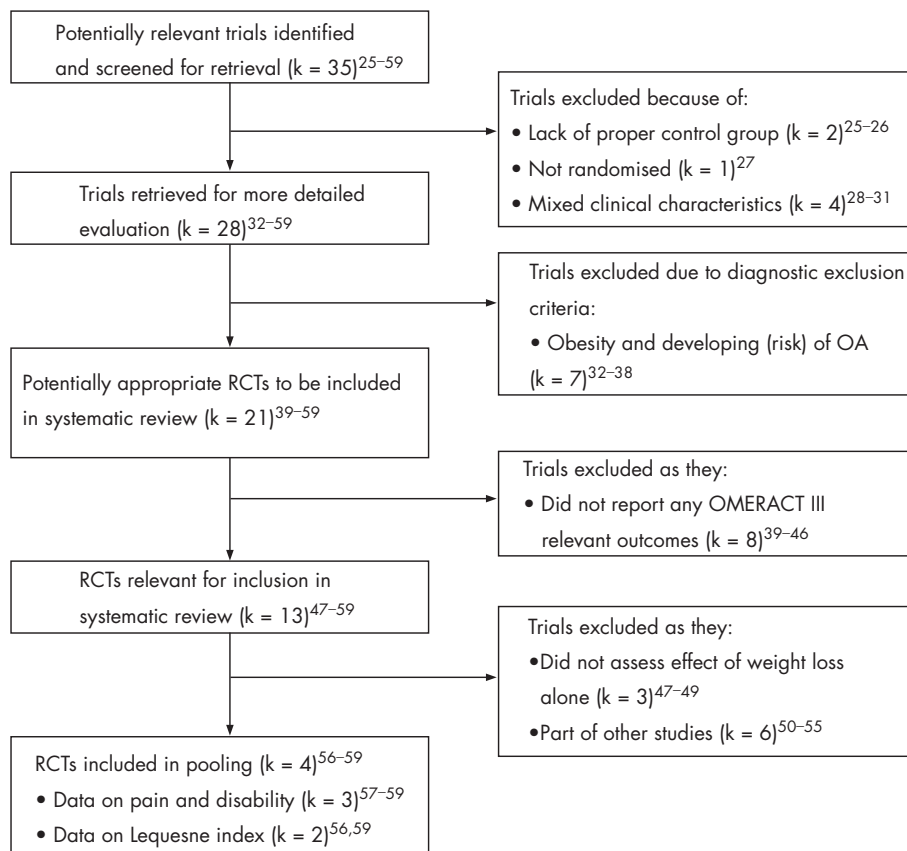 Potentially relevant trials identified
and screened for retrieval (k = 35)25–59
Trials excluded because of:
• Lack of proper control group (k = 2)25–26
• Not randomised (k = 1)27
• Mixed clinical characteristics (k = 4)28–31
Trials retrieved for more detailed
evaluation (k = 28)32–59
Trials excluded due to diagnostic exclusion
criteria:
• Obesity and developing (risk) of OA
(k = 7)32–38
Potentially appropriate RCTs to be included
in systematic review (k = 21)39–59
Trials excluded as they:
• Did not report any OMERACT III
relevant outcomes (k = 8)39–46
RCTs relevant for inclusion in
systematic review (k = 13)47–59
Trials excluded as they:
•Did not assess effect of weight loss
alone (k = 3)47–49
•Part of other studies (k = 6)50–55
RCTs included in pooling (k = 4)56–59
• Data on pain and disability (k = 3)57–59
• Data on Lequesne index (k = 2)56,59